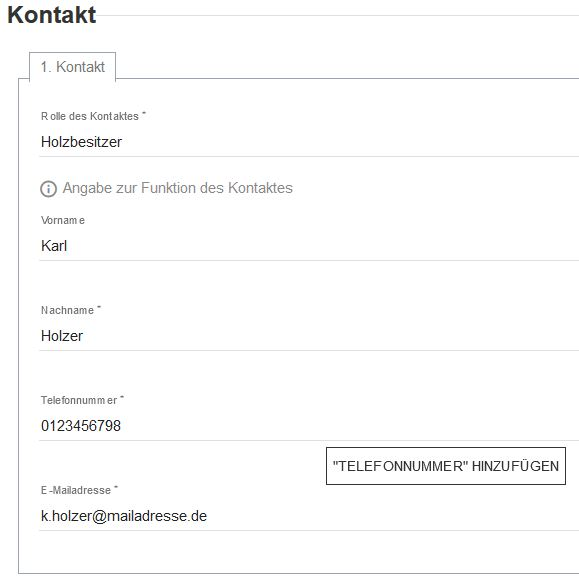 Kontakt
1. Kontakt
Rolle des Kontaktes *
Holzbesitzer
Angabe zur Funktion des Kontaktes
Vorname
Karl
Nachname *
Holzer
Telefonnummer *
0123456798
"TELEFONNUMMER" HINZUFÜGEN
E-Mailadresse *
k.holzer@mailadresse.de